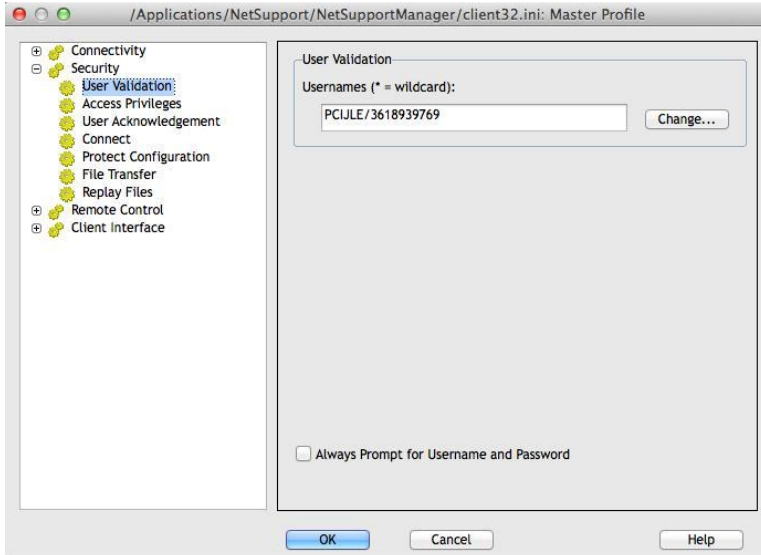 /Applications/NetSupport/NetSupportManager/client32.ini: Master Profile
Connectivity
Security
User Validation
Access Privileges
User Acknowledgement
Connect
Protect Configuration
File Transfer
Replay Files
Remote Control
Client Interface
User Validation
Usernames (* = wildcard):
PCIJLE/3618939769
Change...
Always Prompt for Username and Password
OK
Cancel
Help